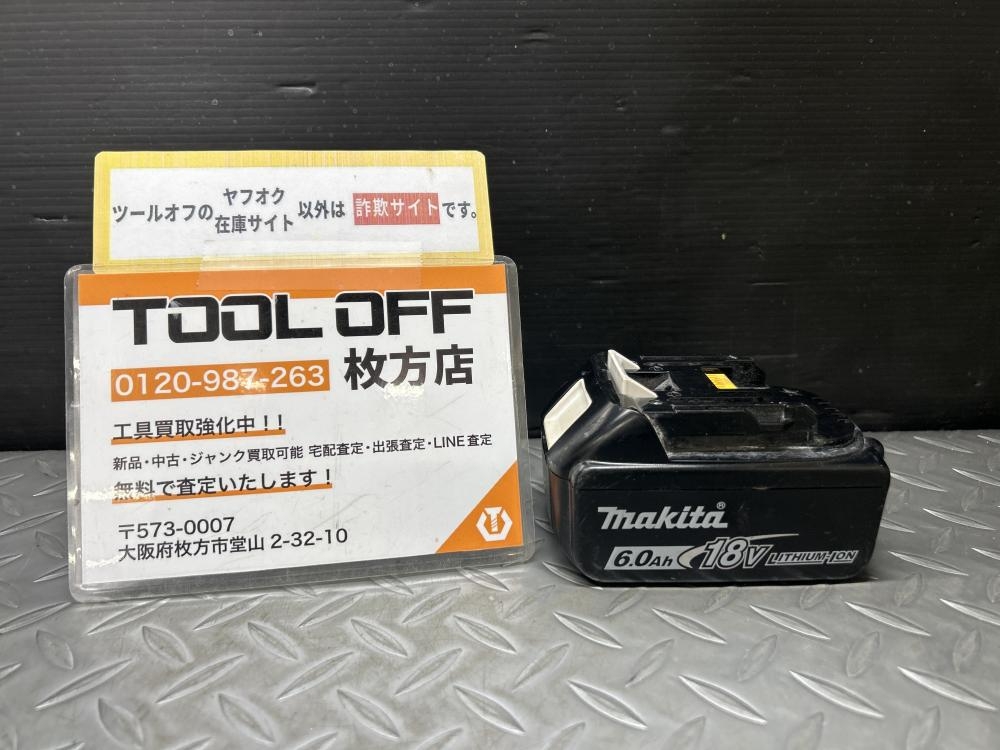 ツールオフの ヤフオク 在庫サイト 以外は 詐欺サイトです。
TOOL OFF
0120-987-263 枚方店
工具買取強化中！！
新品・中古・ジャンク買取可能 宅配査定・出張査定・LINE査定
無料で査定いたします！
〒573-0007
大阪府枚方市堂山 2-32-10
makita®
6.0Ah 18V LITHIUM-ION